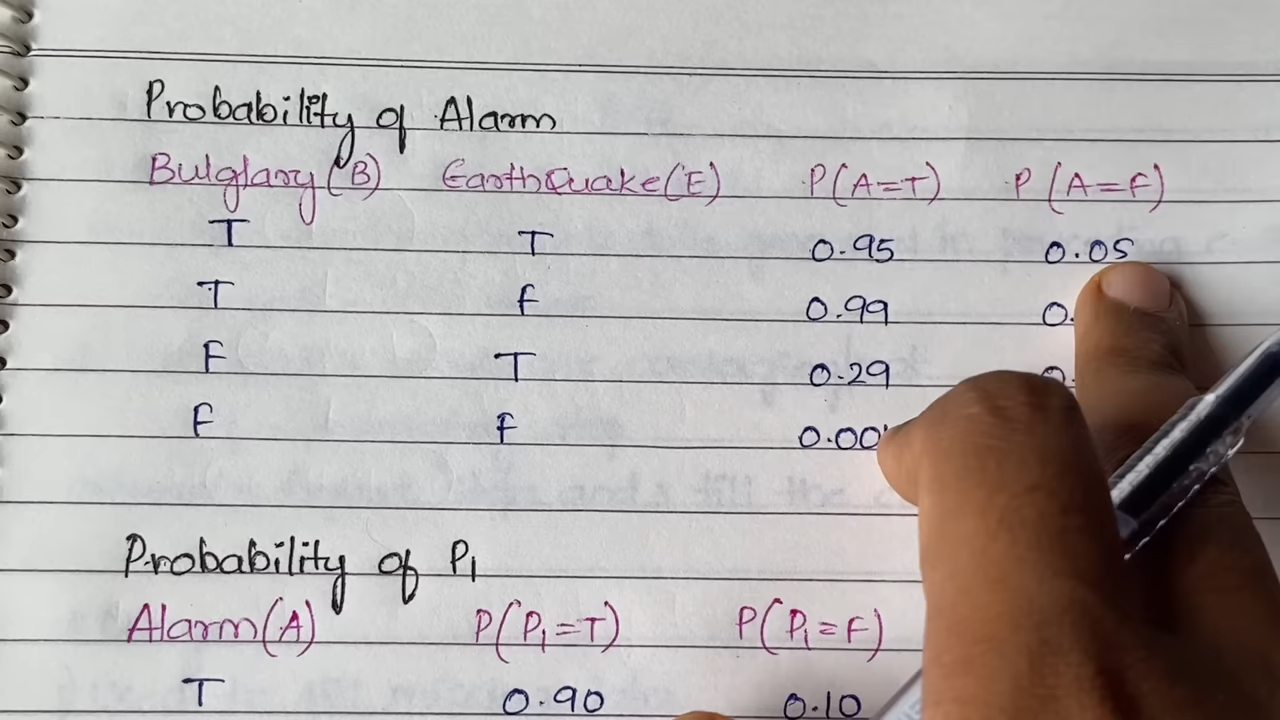 Probability of Alarm
Bulglary(B) EarthQuake(E) P(A=T) P(A=F)
T T 0.95 0.05
T F 0.99
F T 0.29
F F
Probability of P1
Alarm(A) P(P1=T) P(P1=F)
T 0.90 0.10